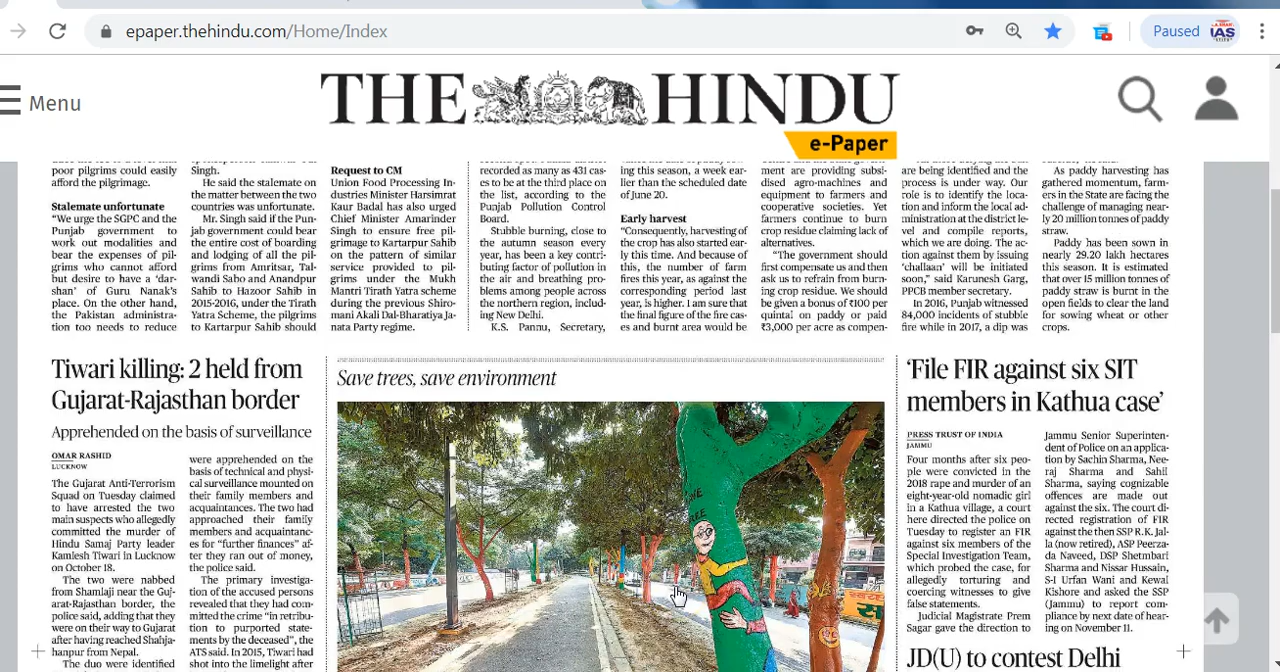 epaper.thehindu.com/Home/Index
Paused
IAS
Menu
THE HINDU
e-Paper
poor pilgrims could easily
afford the pilgrimage.
Stalemate unfortunate
“We urge the SGPC and the
Punjab government to
work out modalities and
bear the expenses of pil-
grims who cannot afford
but desire to have a ‘dar-
shan’ of Guru Nanak’s
place. On the other hand,
the Pakistan administra-
tion too needs to reduce
Singh.
He said the stalemate on
the matter between the two
countries was unfortunate.
Mr. Singh said if the Pun-
jab government could bear
the entire cost of boarding
and lodging of all the pil-
grims from Amritsar, Tal-
wandi Sabo and Anandpur
Sahib to Hazoor Sahib in
2015-2016, under the Tirath
Yatra Scheme, the pilgrims
to Kartarpur Sahib should
Request to CM
Union Food Processing In-
dustries Minister Harsimrat
Kaur Badal has also urged
Chief Minister Amarinder
Singh to ensure free pil-
grimage to Kartarpur Sahib
on the pattern of similar
service provided to pil-
grims under the Mukh
Mantri Tirath Yatra scheme
during the previous Shiro-
mani Akali Dal-Bharatiya Ja-
nata Party regime.
recorded as many as 431 cas-
es to be at the third place on
the list, according to the
Punjab Pollution Control
Board.
Stubble burning, close to
the autumn season every
year, has been a key contri-
buting factor of pollution in
the air and breathing pro-
blems among people across
the northern region, includ-
ing New Delhi.
K.S. Pannu, Secretary,
ing this season, a week ear-
lier than the scheduled date
of June 20.
Early harvest
“Consequently, harvesting of
the crop has also started ear-
ly this time. And because of
this, the number of farm
fires this year, as against the
corresponding period last
year, is higher. I am sure that
the final figure of the fire cas-
es and burnt area would be
ment are providing subsi-
dised agro-machines and
equipment to farmers and
cooperative societies. Yet
farmers continue to burn
crop residue claiming lack of
alternatives.
“The government should
first compensate us and then
ask us to refrain from burn-
ing crop residue. We should
be given a bonus of ₹100 per
quintal on paddy or paid
₹3,000 per acre as compen-
are being identified and the
process is under way. Our
role is to identify the loca-
tion and inform the local ad-
ministration at the district le-
vel and compile reports,
which we are doing. The ac-
tion against them by issuing
‘challaan’ will be initiated
soon,” said Karunesh Garg,
PPCB member secretary.
In 2016, Punjab witnessed
84,000 incidents of stubble
fire while in 2017, a dip was
As paddy harvesting has
gathered momentum, farm-
ers in the State are facing the
challenge of managing near-
ly 20 million tonnes of paddy
straw.
Paddy has been sown in
nearly 29.20 lakh hectares
this season. It is estimated
that over 15 million tonnes of
paddy straw is burnt in the
open fields to clear the land
for sowing wheat or other
crops.
Tiwari killing: 2 held from
Gujarat-Rajasthan border
Apprehended on the basis of surveillance
OMAR RASHID
LUCKNOW
The Gujarat Anti-Terrorism
Squad on Tuesday claimed
to have arrested the two
main suspects who allegedly
committed the murder of
Hindu Samaj Party leader
Kamlesh Tiwari in Lucknow
on October 18.
The two were nabbed
from Shamlaji near the Guj-
arat-Rajasthan border, the
police said, adding that they
were on their way to Gujarat
after having reached Shahja-
hanpur from Nepal.
The duo were identified
were apprehended on the
basis of technical and physi-
cal surveillance mounted on
their family members and
acquaintances. The two had
approached their family
members and acquaintanc-
es for “further finances” af-
ter they ran out of money,
the police said.
The primary investiga-
tion of the accused persons
revealed that they had com-
mitted the crime “in retribu-
tion to purported state-
ments by the deceased”, the
ATS said. In 2015, Tiwari had
shot into the limelight after
Save trees, save environment
‘File FIR against six SIT
members in Kathua case’
PRESS TRUST OF INDIA
JAMMU
Four months after six peo-
ple were convicted in the
2018 rape and murder of an
eight-year-old nomadic girl
in a Kathua village, a court
here directed the police on
Tuesday to register an FIR
against six members of the
Special Investigation Team,
which probed the case, for
allegedly torturing and
coercing witnesses to give
false statements.
Judicial Magistrate Prem
Sagar gave the direction to
Jammu Senior Superinten-
dent of Police on an applica-
tion by Sachin Sharma, Nee-
raj Sharma and Sahil
Sharma, saying cognizable
offences are made out
against the six. The court di-
rected registration of FIR
against the then SSP R.K. Jal-
la (now retired), ASP Peerza-
da Naveed, DSP Shetmbari
Sharma and Nissar Hussain,
S-I Urfan Wani and Kewal
Kishore and asked the SSP
(Jammu) to report com-
pliance by next date of hear-
ing on November 11.
JD(U) to contest Delhi